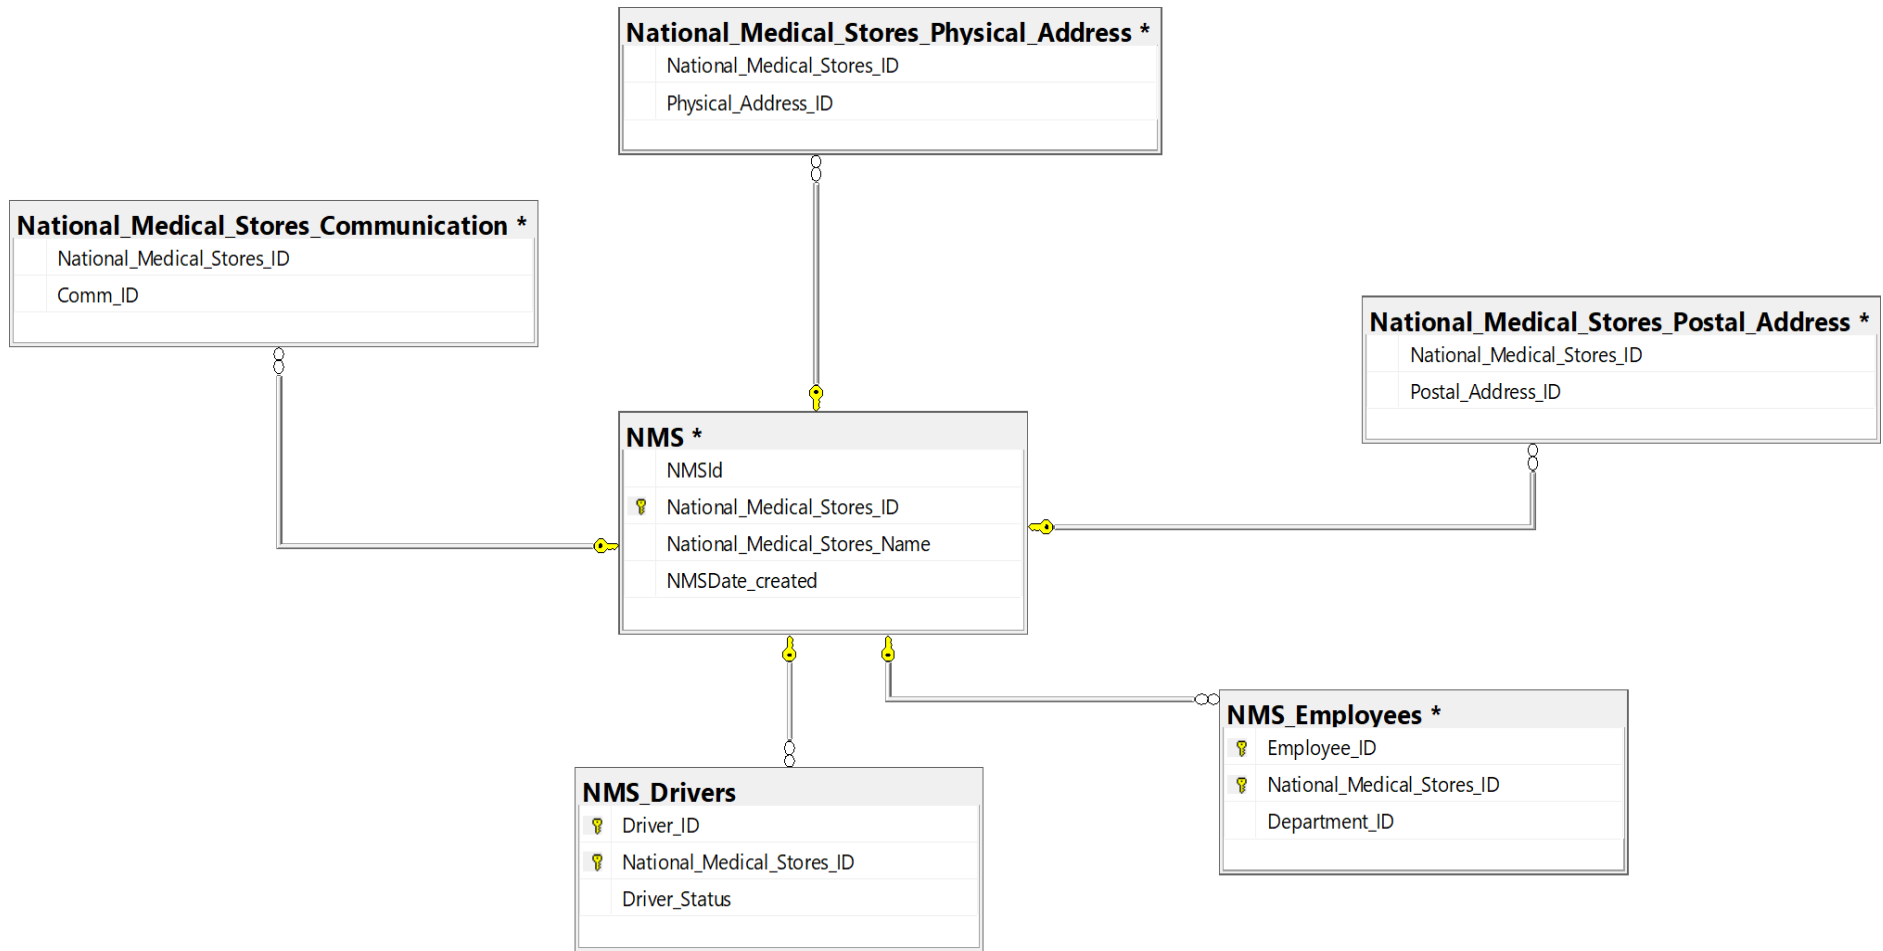 National_Medical_Stores_Physical_Address *
National_Medical_Stores_ID
Physical_Address_ID
National_Medical_Stores_Communication *
National_Medical_Stores_ID
Comm_ID
National_Medical_Stores_Postal_Address *
National_Medical_Stores_ID
Postal_Address_ID
NMS *
NMSId
National_Medical_Stores_ID
National_Medical_Stores_Name
NMSDate_created
NMS_Employees *
Employee_ID
National_Medical_Stores_ID
Department_ID
NMS_Drivers
Driver_ID
National_Medical_Stores_ID
Driver_Status